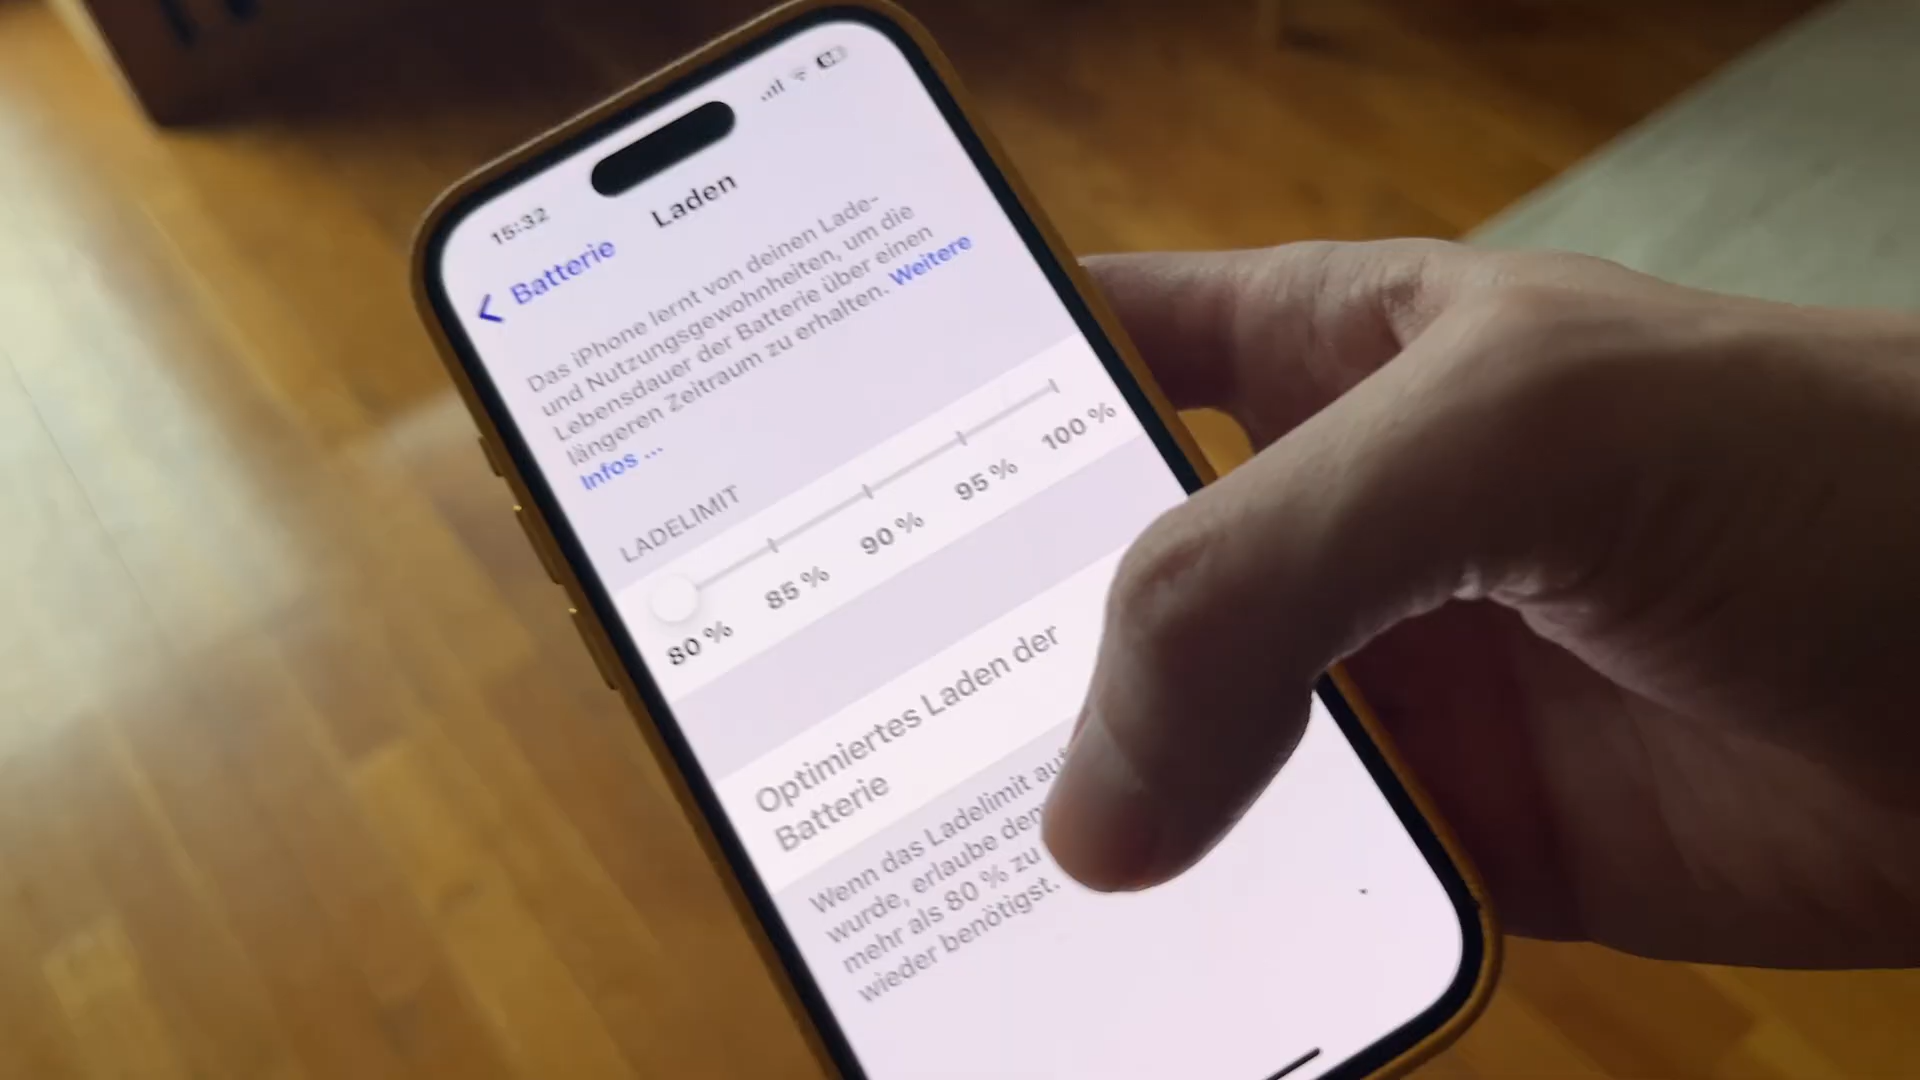 15:32
Batterie
Laden
Das iPhone lernt von deinen Lade-
und Nutzungsgewohnheiten, um die
Lebensdauer der Batterie über einen
längeren Zeitraum zu erhalten. Weitere
Infos ...
LADELIMIT
80 %
85 %
90 %
95 %
100 %
Optimiertes Laden der
Batterie
Wenn das Ladelimit
wurde, erlaube
mehr als 80 % zu
wieder benötigst.